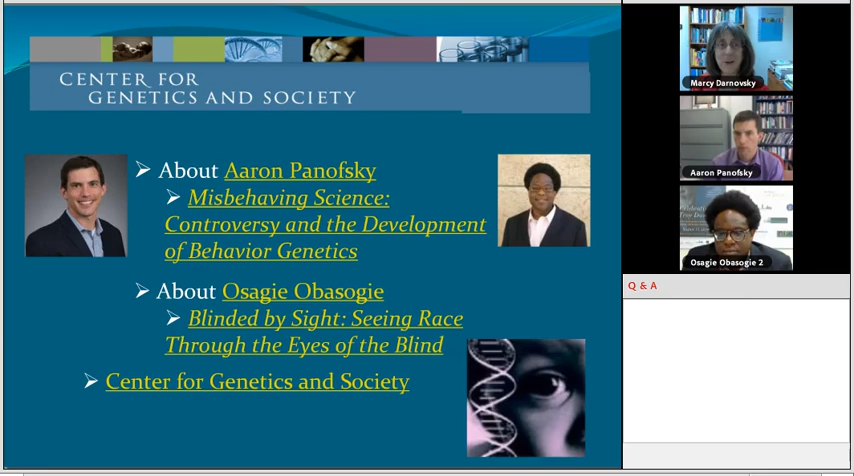 CENTER FOR
GENETICS AND SOCIETY
About Aaron Panofsky
Misbehaving Science:
Controversy and the Development
of Behavior Genetics
About Osagie Obasogie
Blinded by Sight: Seeing Race
Through the Eyes of the Blind
Center for Genetics and Society
Marcy Darnovsky
Aaron Panofsky
Osagie Obasogie 2
Q & A